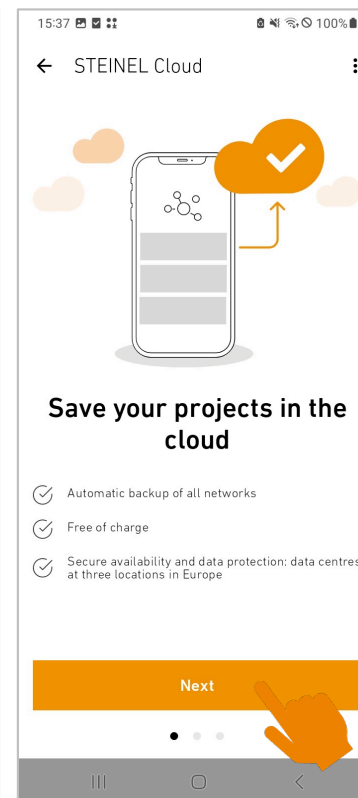 15:37 100%
STEINEL Cloud
Save your projects in the
cloud
Automatic backup of all networks
Free of charge
Secure availability and data protection: data centres
at three locations in Europe
Next